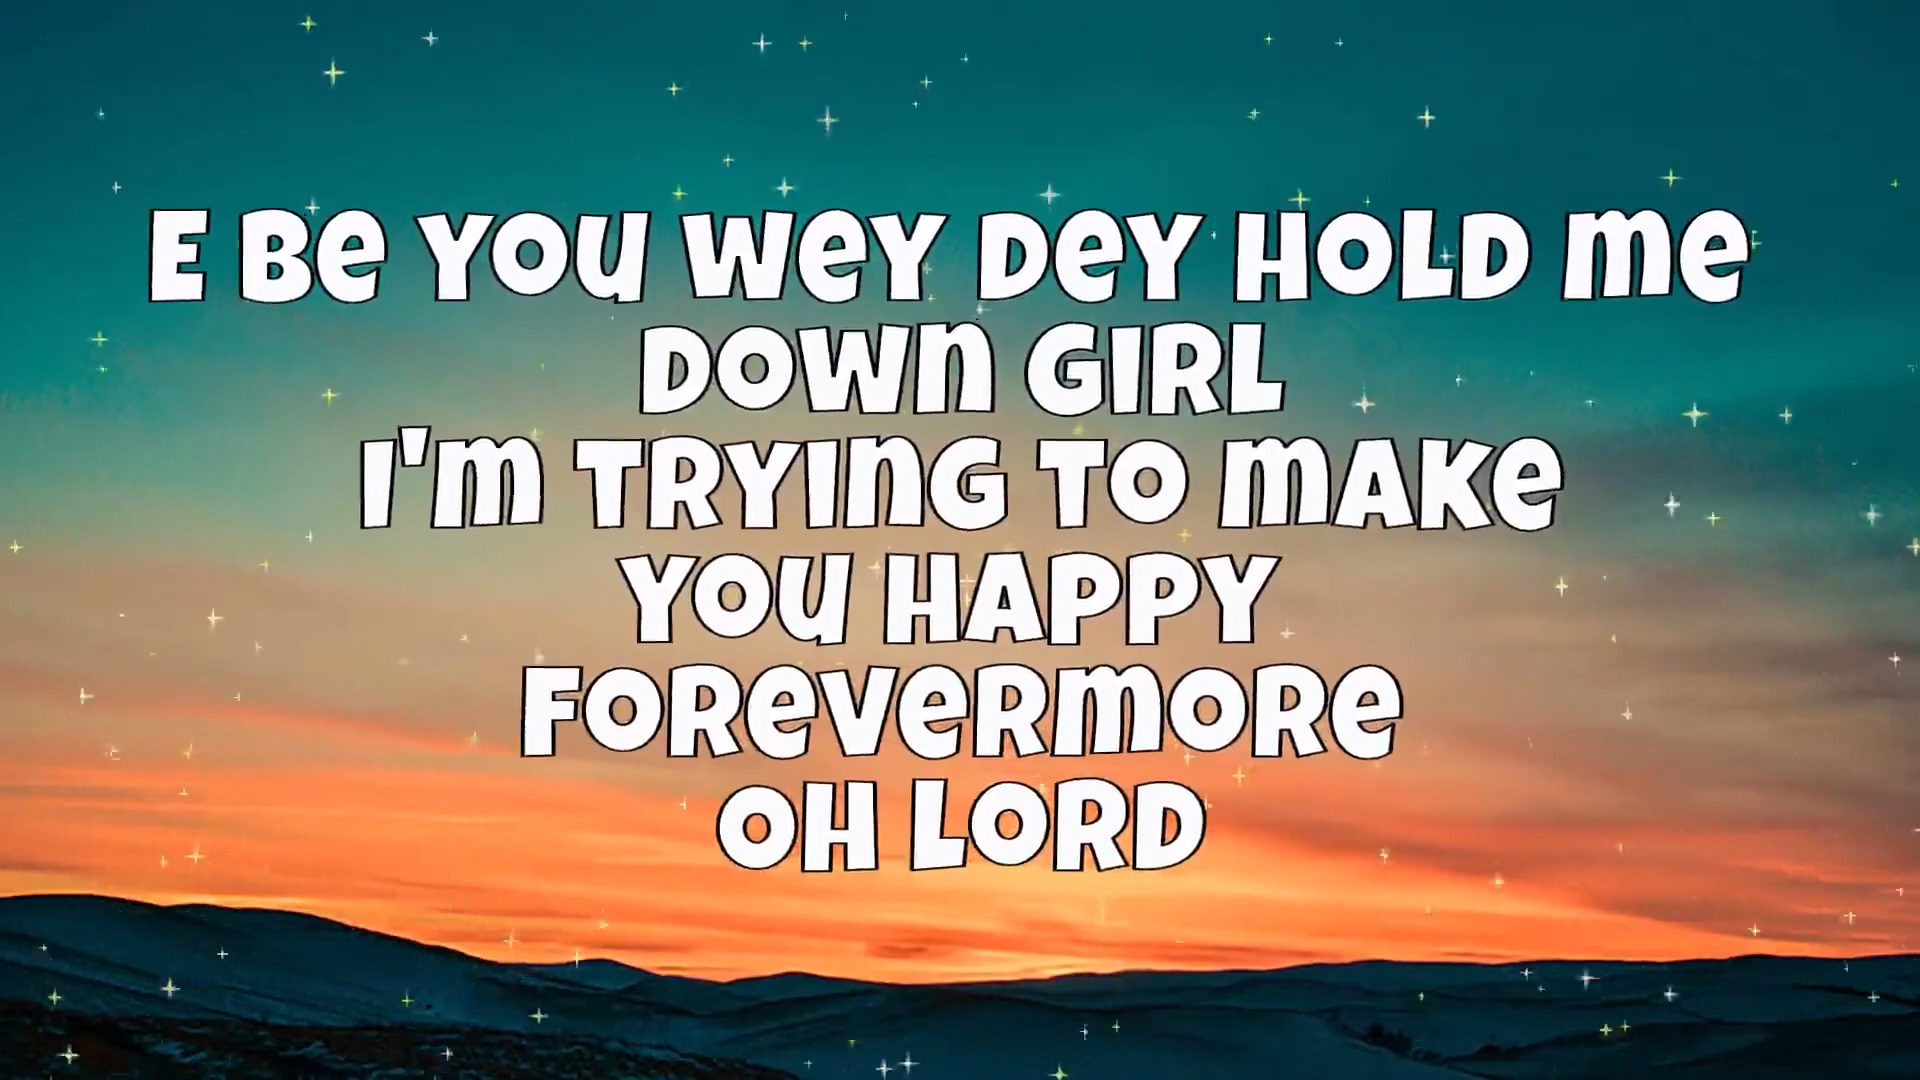 E BE YOU WEY DEY HOLD ME
DOWN GIRL
I'M TRYING TO MAKE
YOU HAPPY
FOREVERMORE
OH LORD